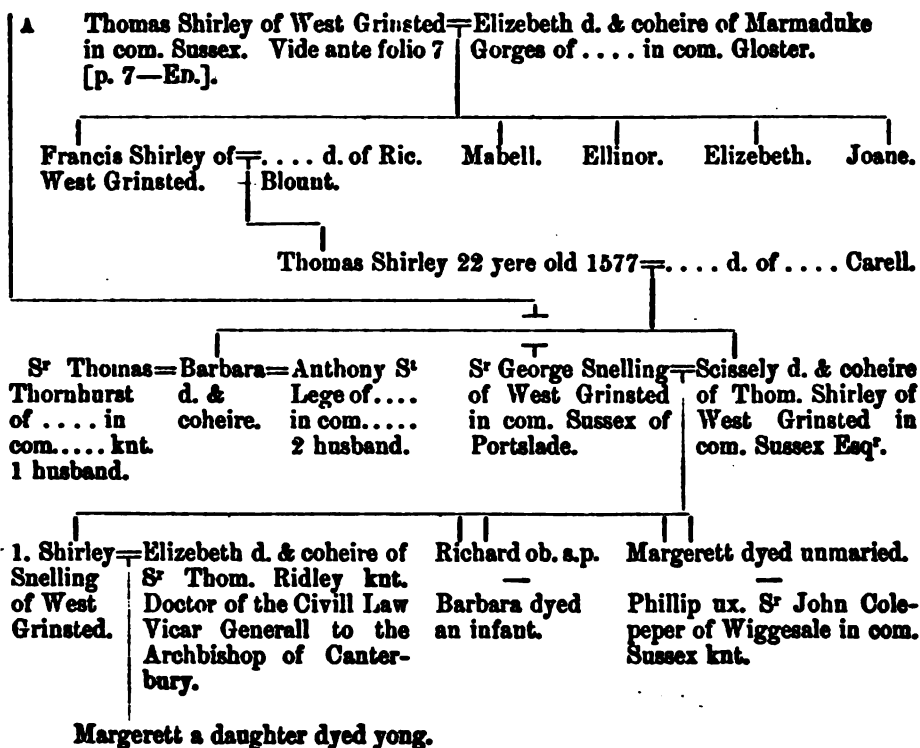 A Thomas Shirley of West Grinsted=Elizebeth d. & coheire of Marmaduke
in com. Sussex. Vide ante folio 7 Gorges of . . . . in com. Gloster.
[p. 7—ED.].
Francis Shirley of=. . . . d. of Ric. Mabell. Ellinor. Elizebeth. Joane.
West Grinsted. Blount.
Thomas Shirley 22 yere old 1577=. . . . d. of . . . . Carell.
Sr Thomas=Barbara=Anthony St
Thornhurst d. & Lege of. . . .
of . . . . in coheire. in com. . . . .
com. . . . . knt. 2 husband.
1 husband.
Sr George Snelling=Scissely d. & coheire
of West Grinsted of Thom. Shirley of
in com. Sussex of West Grinsted in
Portslade. com. Sussex Esqr.
1. Shirley=Elizebeth d. & coheire of
Snelling Sr Thom. Ridley knt.
of West Doctor of the Civill Law
Grinsted. Vicar Generall to the
Archbishop of Canter-
bury.
Richard ob. s.p.
—
Barbara dyed
an infant.
Margerett dyed unmaried.
—
Phillip ux. Sr John Cole-
peper of Wiggesale in com.
Sussex knt.
Margerett a daughter dyed yong.